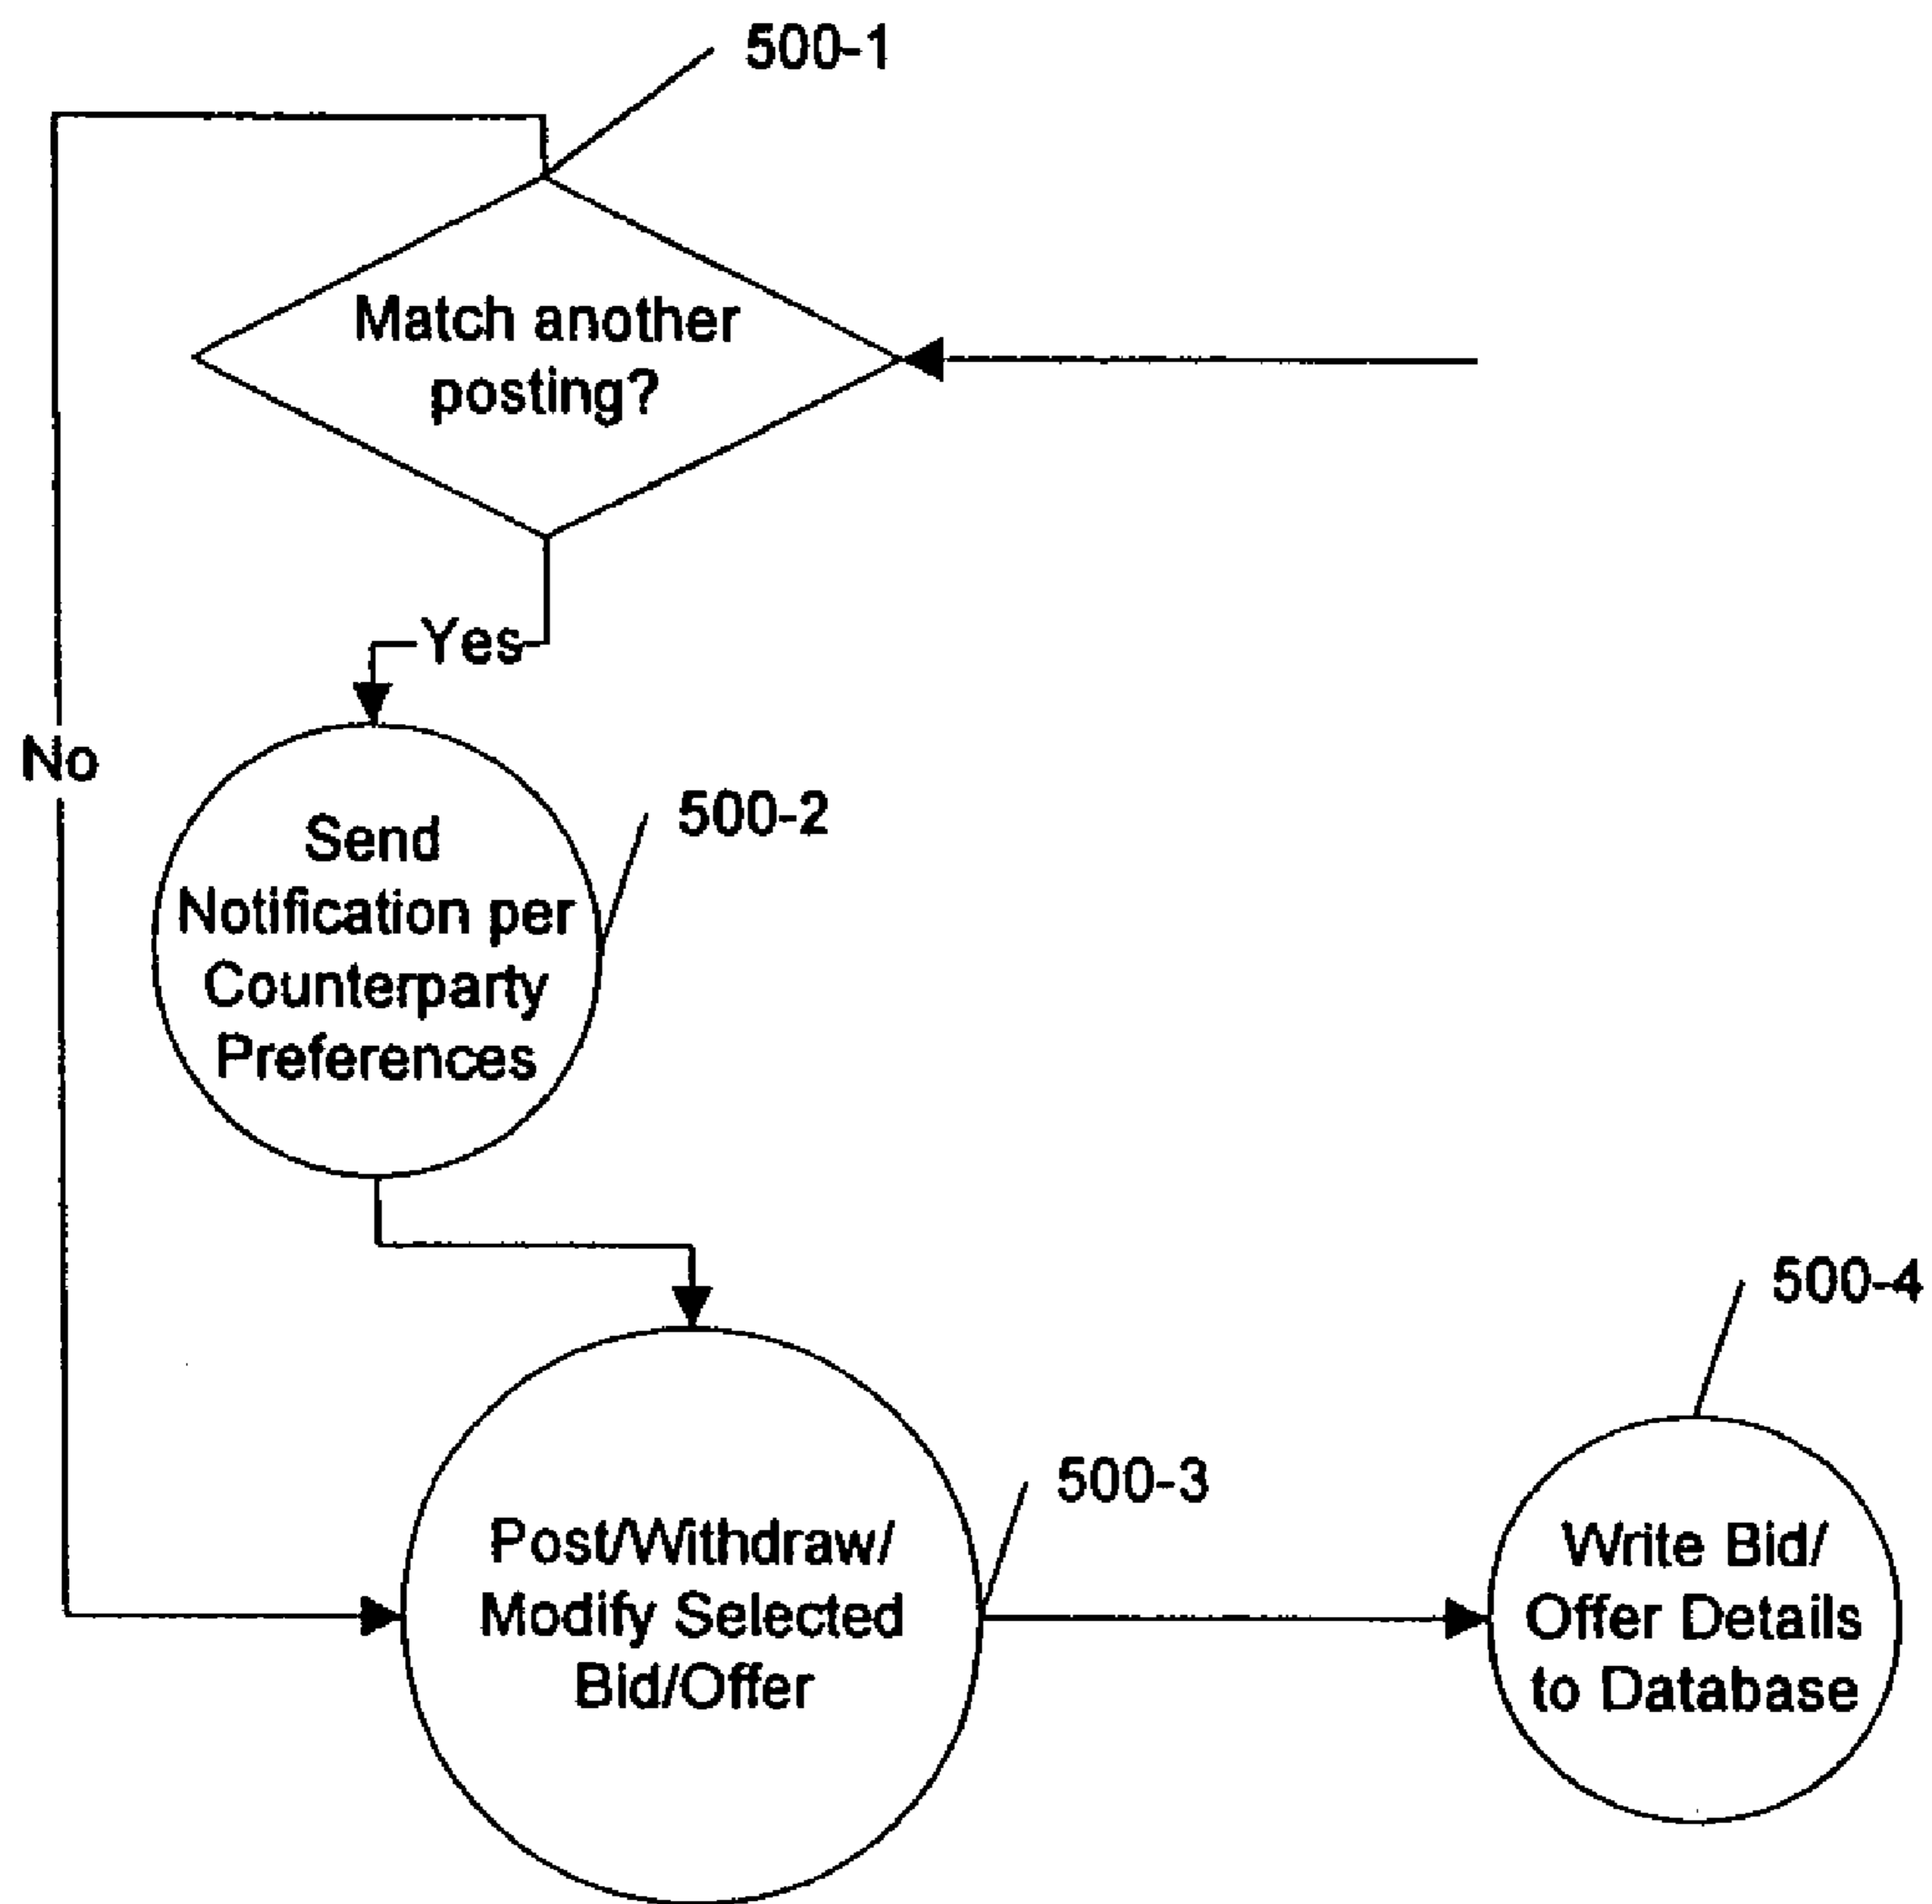 500-1
Match another
posting?
Yes
No
500-2
Send
Notification per
Counterparty
Preferences
500-4
500-3
Post/Withdraw/
Modify Selected
Bid/Offer
Write Bid/
Offer Details
to Database